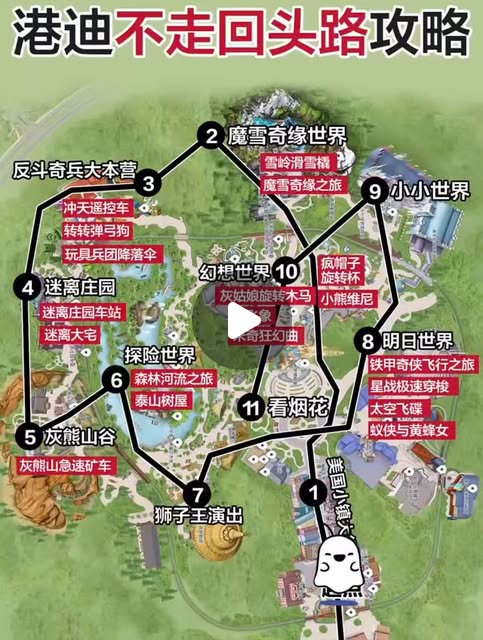 港迪不走回头路攻略
2 魔雪奇缘世界
雪岭滑雪橇
魔雪奇缘之旅
反斗奇兵大本营
3
冲天遥控车
转转弹弓狗
玩具兵团降落伞
9 小小世界
幻想世界 10
疯帽子
旋转杯
小熊维尼
灰姑娘旋转木马
米奇狂幻曲
4 迷离庄园
迷离庄园车站
迷离大宅
8 明日世界
铁甲奇侠飞行之旅
星战极速穿梭
太空飞碟
蚁侠与黄蜂女
探险世界
6
森林河流之旅
泰山树屋
11 看烟花
5 灰熊山谷
灰熊山急速矿车
7
狮子王演出
1
美国小镇大